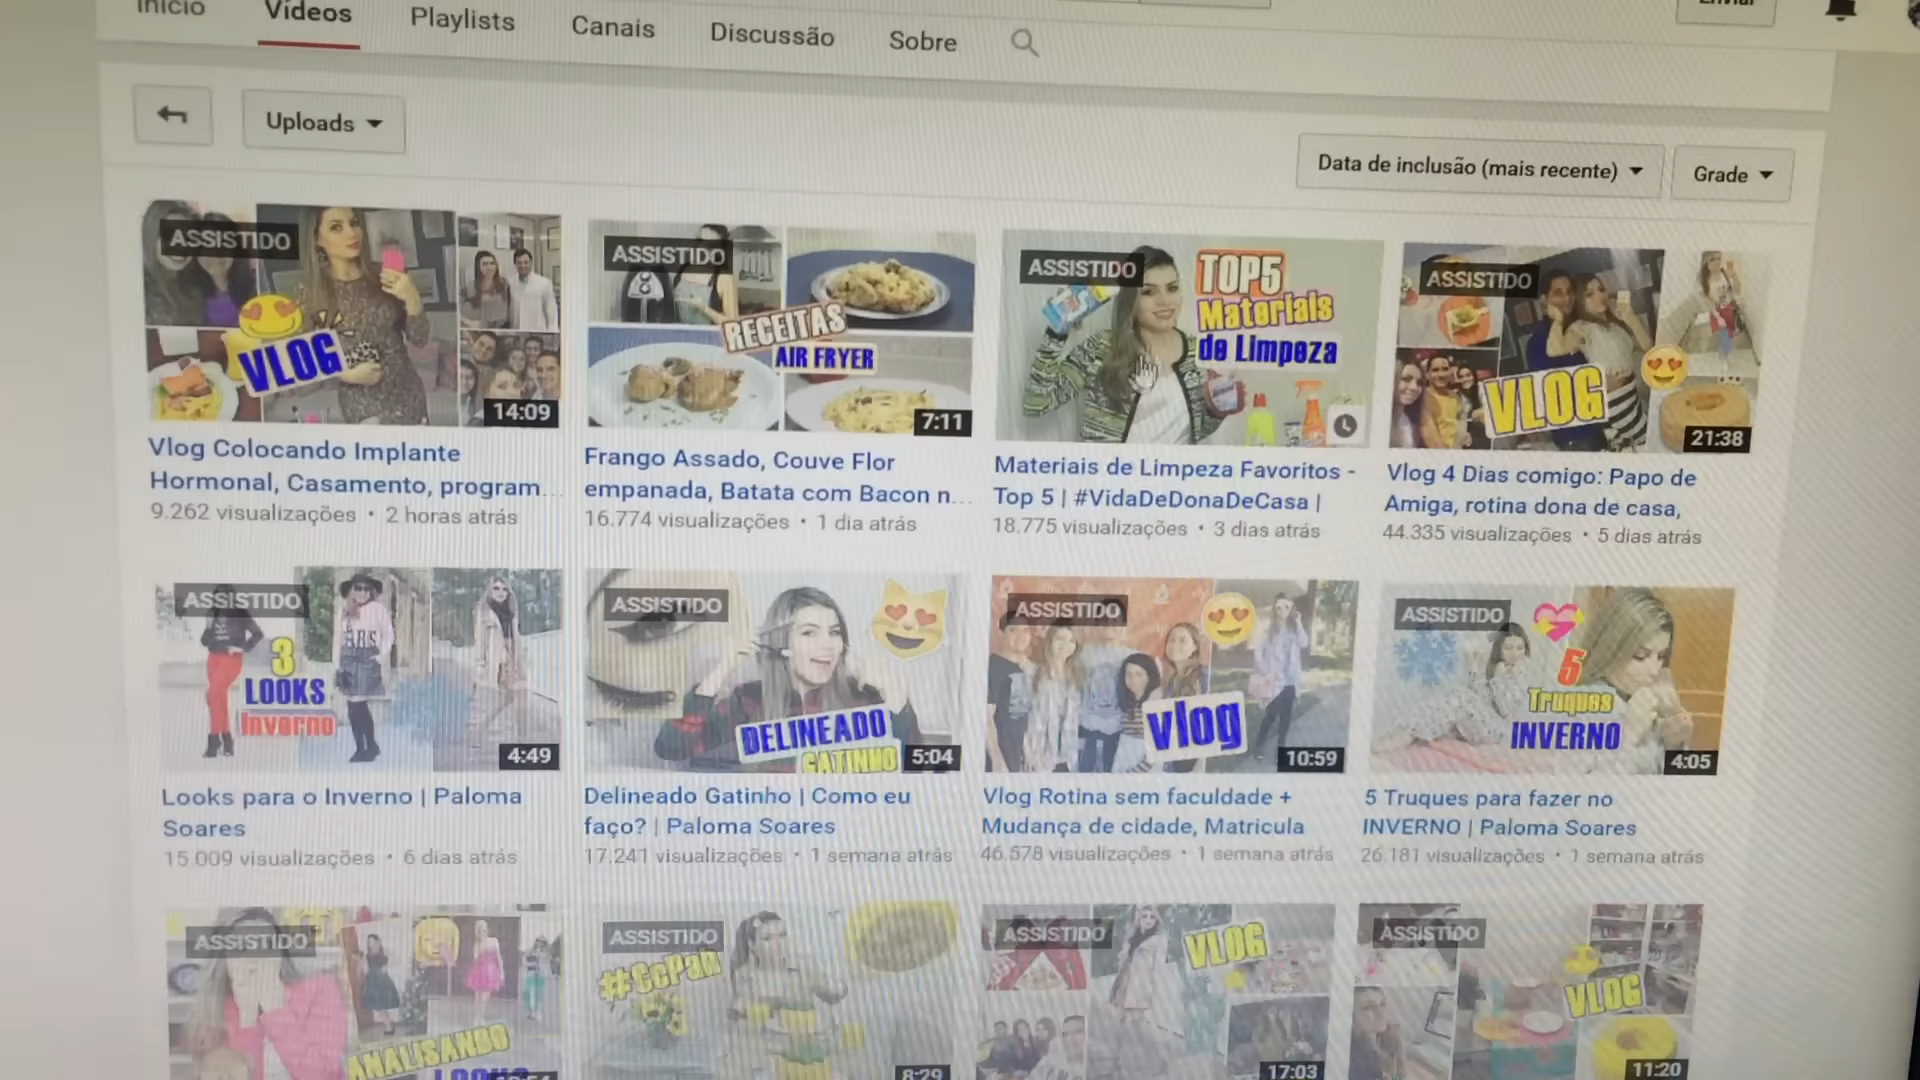 Início
Vídeos
Playlists
Canais
Discussão
Sobre
Enviar
Uploads
Data de inclusão (mais recente)
Grade
ASSISTIDO
VLOG
14:09
Vlog Colocando Implante
Hormonal, Casamento, program...
9.262 visualizações • 2 horas atrás
ASSISTIDO
RECEITAS
AIR FRYER
7:11
Frango Assado, Couve Flor
empanada, Batata com Bacon n...
16.774 visualizações • 1 dia atrás
ASSISTIDO
TOP5
Materiais
de Limpeza
Materiais de Limpeza Favoritos -
Top 5 | #VidaDeDonaDeCasa |
18.775 visualizações • 3 dias atrás
ASSISTIDO
VLOG
21:38
Vlog 4 Dias comigo: Papo de
Amiga, rotina dona de casa,
44.335 visualizações • 5 dias atrás
ASSISTIDO
3
LOOKS
Inverno
4:49
Looks para o Inverno | Paloma
Soares
15.009 visualizações • 6 dias atrás
ASSISTIDO
DELINEADO
GATINHO
5:04
Delineado Gatinho | Como eu
faço? | Paloma Soares
17.241 visualizações • 1 semana atrás
ASSISTIDO
vlog
10:59
Vlog Rotina sem faculdade +
Mudança de cidade, Matricula
46.578 visualizações • 1 semana atrás
ASSISTIDO
5
Truques
INVERNO
4:05
5 Truques para fazer no
INVERNO | Paloma Soares
26.181 visualizações • 1 semana atrás
ASSISTIDO
ANALISANDO
LOOKS
ASSISTIDO
#CcPan
8:29
ASSISTIDO
VLOG
17:03
ASSISTIDO
VLOG
11:20